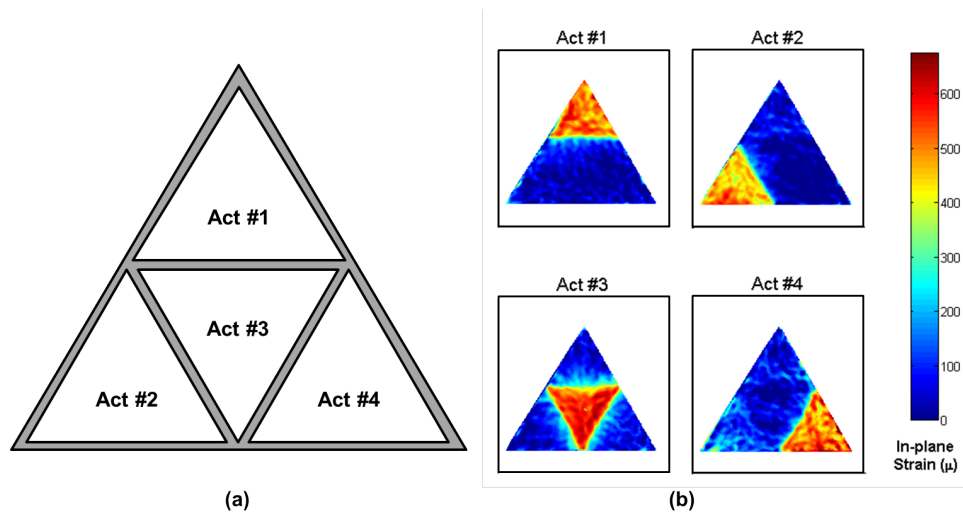 Act #1
Act #3
Act #2
Act #4
(a)
Act #1
Act #2
Act #3
Act #4
600
500
400
300
200
100
0
In-plane
Strain (μ)
(b)